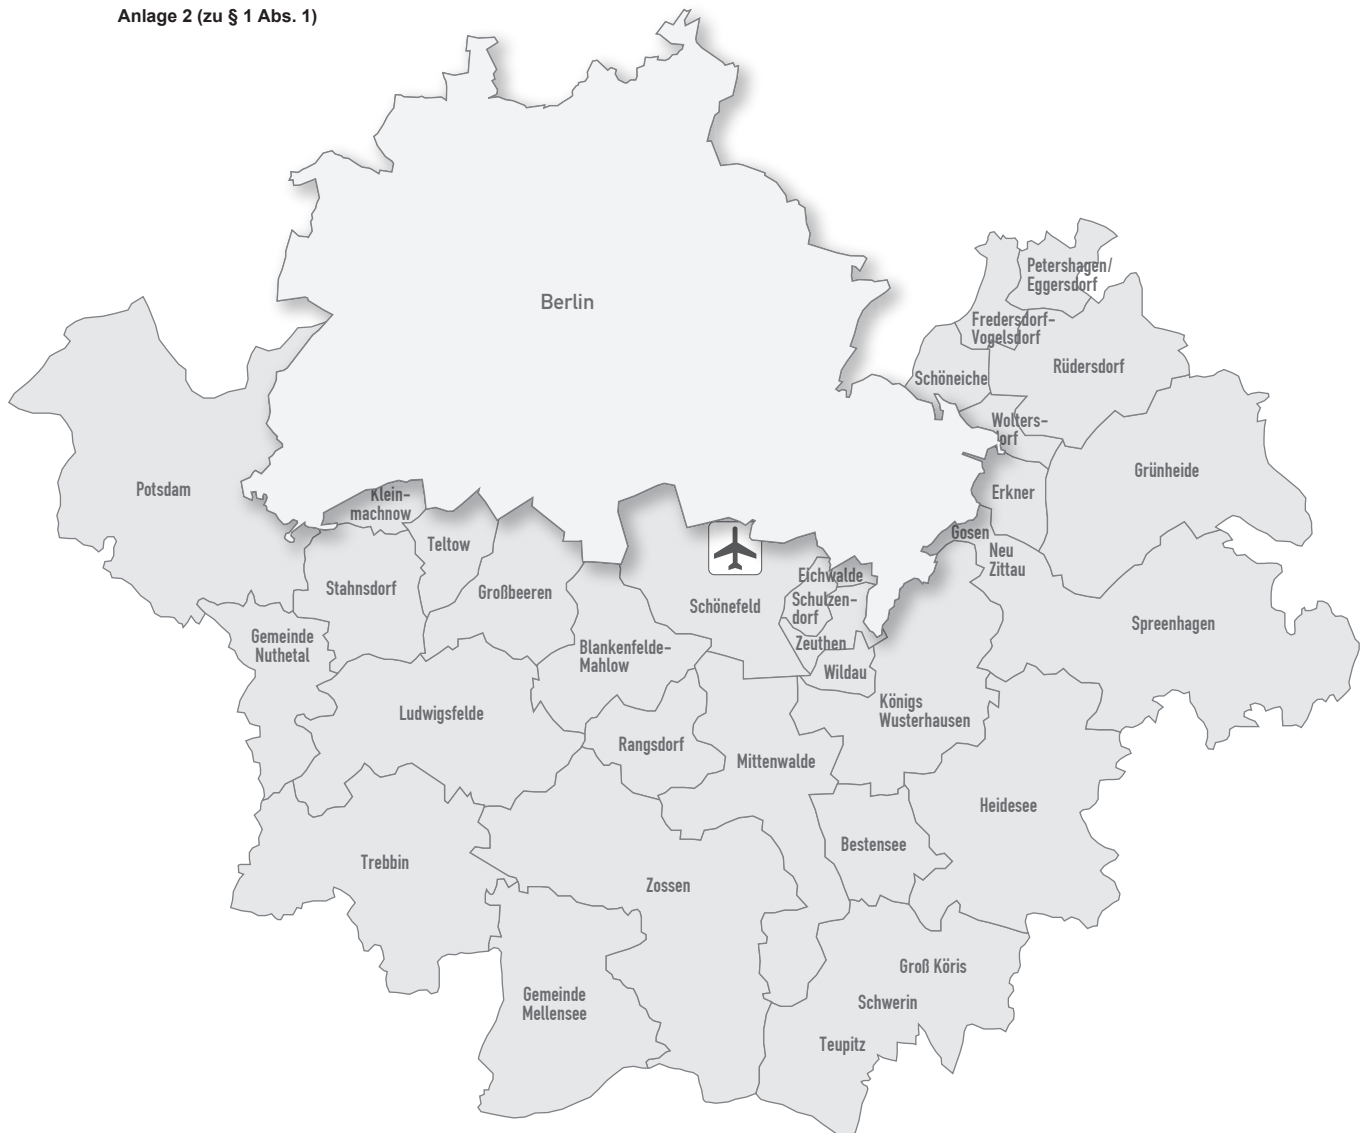 Anlage 2 (zu § 1 Abs. 1)
Berlin
Petershagen/
Eggersdorf
Fredersdorf-
Vogelsdorf
Rüdersdorf
Schöneiche
Wolters-
dorf
Grünheide
Erkner
Potsdam
Klein-
machnow
Gosen
Teltow
Neu
Zittau
Eichwalde
Stahnsdorf
Großbeeren
Schönefeld
Schulzen-
dorf
Spreenhagen
Gemeinde
Nuthetal
Blankenfelde-
Mahlow
Zeuthen
Wildau
Ludwigsfelde
Königs
Wusterhausen
Rangsdorf
Mittenwalde
Heidesee
Bestensee
Trebbin
Zossen
Groß Köris
Gemeinde
Mellensee
Schwerin
Teupitz